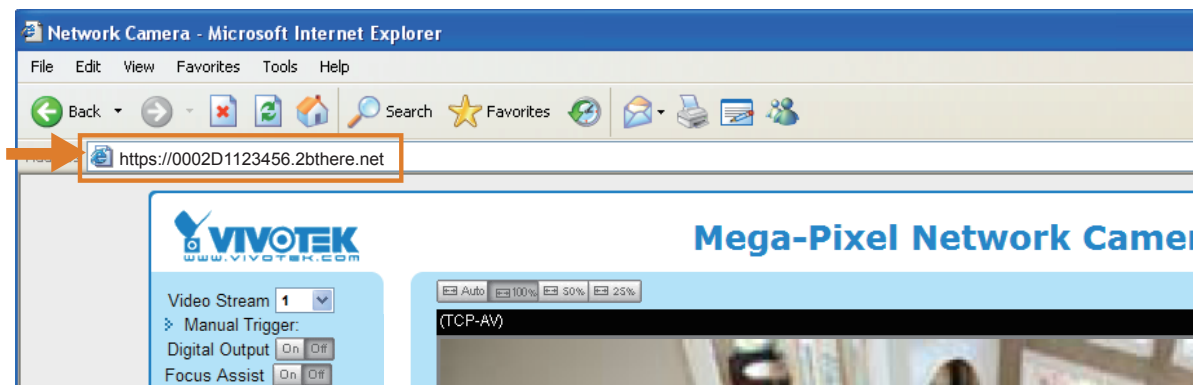 Network Camera - Microsoft Internet Explorer
File Edit View Favorites Tools Help
Back Search Favorites
https://0002D1123456.2bthere.net
VIVOTEK
www.vivotek.com
Mega-Pixel Network Camer
Video Stream 1
Auto 100% 50% 25%
Manual Trigger:
(TCP-AV)
Digital Output On Off
Focus Assist On Off